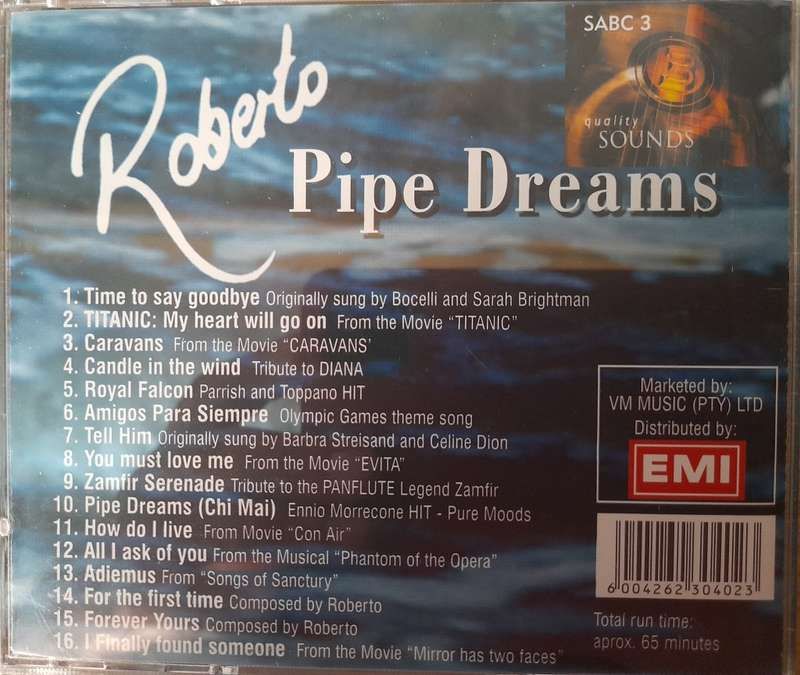 SABC 3
quality
SOUNDS
Roberto
Pipe Dreams
1. Time to say goodbye Originally sung by Bocelli and Sarah Brightman
2. TITANIC: My heart will go on From the Movie "TITANIC"
3. Caravans From the Movie "CARAVANS'
4. Candle in the wind Tribute to DIANA
5. Royal Falcon Parrish and Toppano HIT
6. Amigos Para Siempre Olympic Games theme song
7. Tell Him Originally sung by Barbra Streisand and Celine Dion
8. You must love me From the Movie "EVITA"
9. Zamfir Serenade Tribute to the PANFLUTE Legend Zamfir
10. Pipe Dreams (Chi Mai) Ennio Morrecone HIT - Pure Moods
11. How do I live From Movie "Con Air"
12. All I ask of you From the Musical "Phantom of the Opera"
13. Adiemus From "Songs of Sanctury"
14. For the first time Composed by Roberto
15. Forever Yours Composed by Roberto
16. I Finally found someone From the Movie "Mirror has two faces"
Marketed by:
VM MUSIC (PTY) LTD
Distributed by:
EMI
6 004262 304023
Total run time:
aprox. 65 minutes